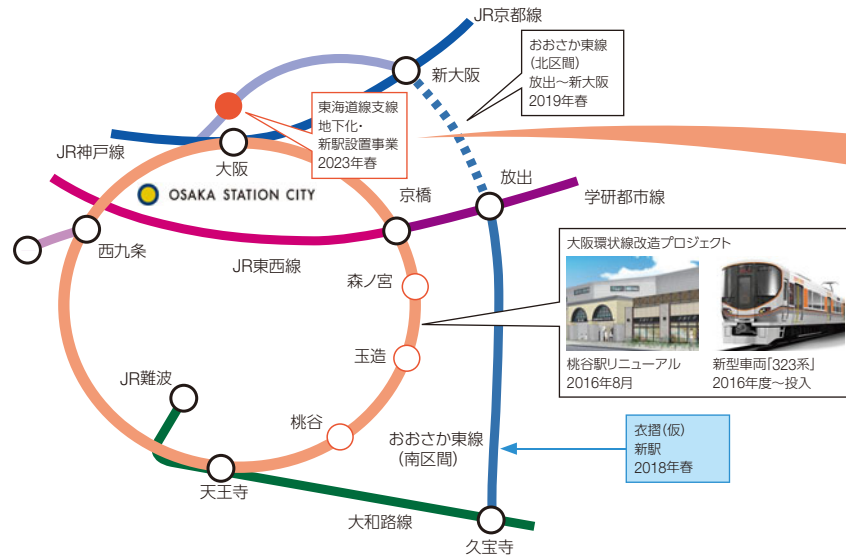 JR京都線
新大阪
おおさか東線
(北区間)
放出～新大阪
2019年春
東海道線支線
地下化・
新駅設置事業
2023年春
JR神戸線
大阪
OSAKA STATION CITY
京橋
放出
学研都市線
西九条
JR東西線
大阪環状線改造プロジェクト
森ノ宮
桃谷駅リニューアル
2016年8月
新型車両「323系」
2016年度～投入
玉造
JR難波
桃谷
おおさか東線
(南区間)
衣摺(仮)
新駅
2018年春
天王寺
大和路線
久宝寺